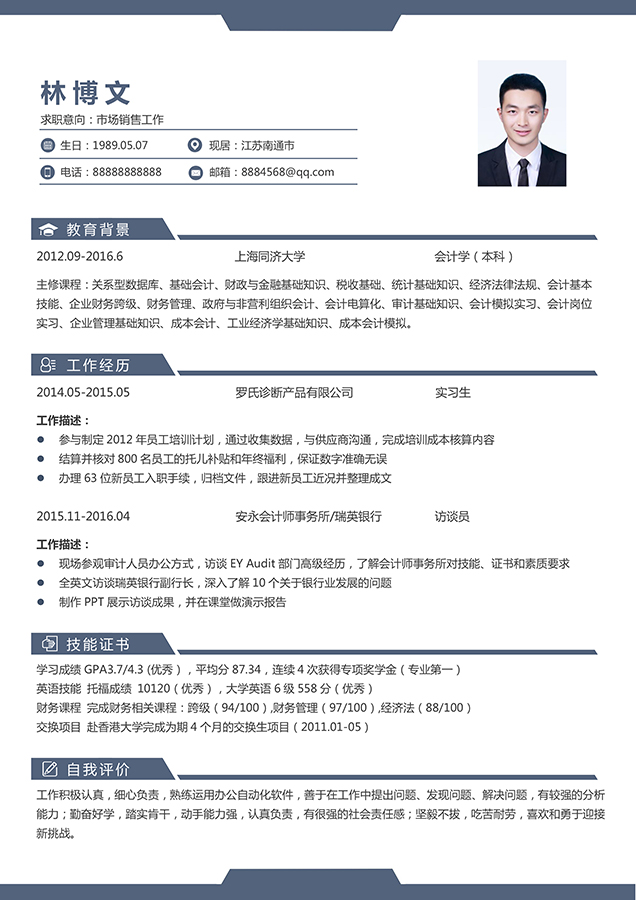 林博文
求职意向：市场销售工作
生日：1989.05.07 现居：江苏南通市
电话：88888888888 邮箱：8884568@qq.com
教育背景
2012.09-2016.6 上海同济大学 会计学（本科）
主修课程：关系型数据库、基础会计、财政与金融基础知识、税收基础、统计基础知识、经济法律法规、会计基本
技能、企业财务跨级、财务管理、政府与非营利组织会计、会计电算化、审计基础知识、会计模拟实习、会计岗位
实习、企业管理基础知识、成本会计、工业经济学基础知识、成本会计模拟。
工作经历
2014.05-2015.05 罗氏诊断产品有限公司 实习生
工作描述：
参与制定 2012 年员工培训计划，通过收集数据，与供应商沟通，完成培训成本核算内容
结算并核对 800 名员工的托儿补贴和年终福利，保证数字准确无误
办理 63 位新员工入职手续，归档文件，跟进新员工近况并整理成文
2015.11-2016.04 安永会计师事务所/瑞英银行 访谈员
工作描述：
现场参观审计人员办公方式，访谈 EY Audit 部门高级经历，了解会计师事务所对技能、证书和素质要求
全英文访谈瑞英银行副行长，深入了解 10 个关于银行业发展的问题
制作 PPT 展示访谈成果，并在课堂做演示报告
技能证书
学习成绩 GPA3.7/4.3 (优秀），平均分 87.34，连续 4 次获得专项奖学金（专业第一）
英语技能 托福成绩 10120（优秀），大学英语 6 级 558 分（优秀）
财务课程 完成财务相关课程：跨级（94/100）,财务管理（97/100）,经济法（88/100）
交换项目 赴香港大学完成为期 4 个月的交换生项目（2011.01-05）
自我评价
工作积极认真，细心负责，熟练运用办公自动化软件，善于在工作中提出问题、发现问题、解决问题，有较强的分析
能力；勤奋好学，踏实肯干，动手能力强，认真负责，有很强的社会责任感；坚毅不拔，吃苦耐劳，喜欢和勇于迎接
新挑战。